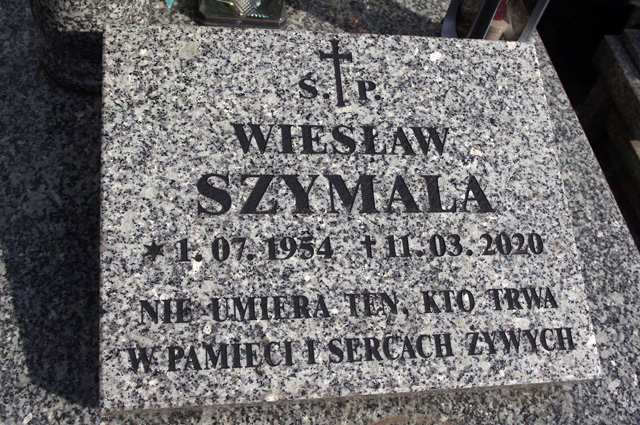 Ś. P.
WIESŁAW
SZYMALA
★ 1.07.1954 † 11.03.2020
NIE UMIERA TEN, KTO TRWA
W PAMIĘCI I SERCACH ŻYWYCH